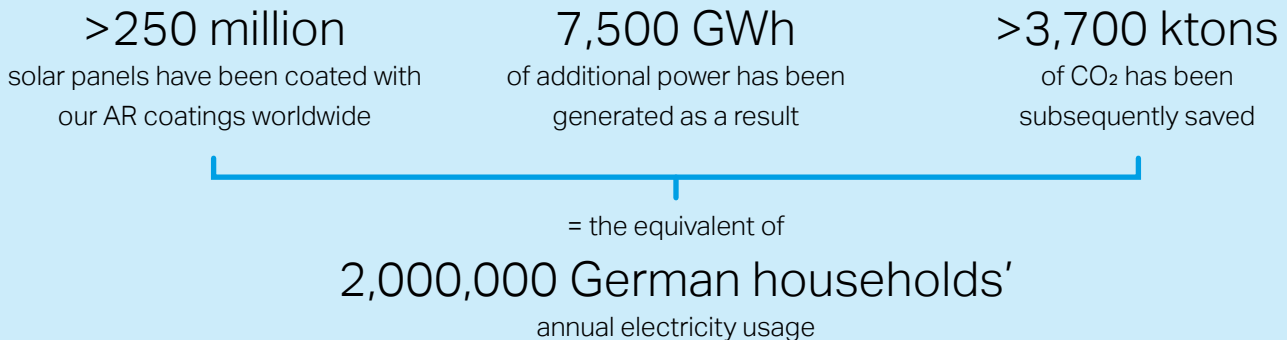 >250 million
solar panels have been coated with
our AR coatings worldwide
7,500 GWh
of additional power has been
generated as a result
>3,700 ktons
of CO₂ has been
subsequently saved
= the equivalent of
2,000,000 German households’
annual electricity usage